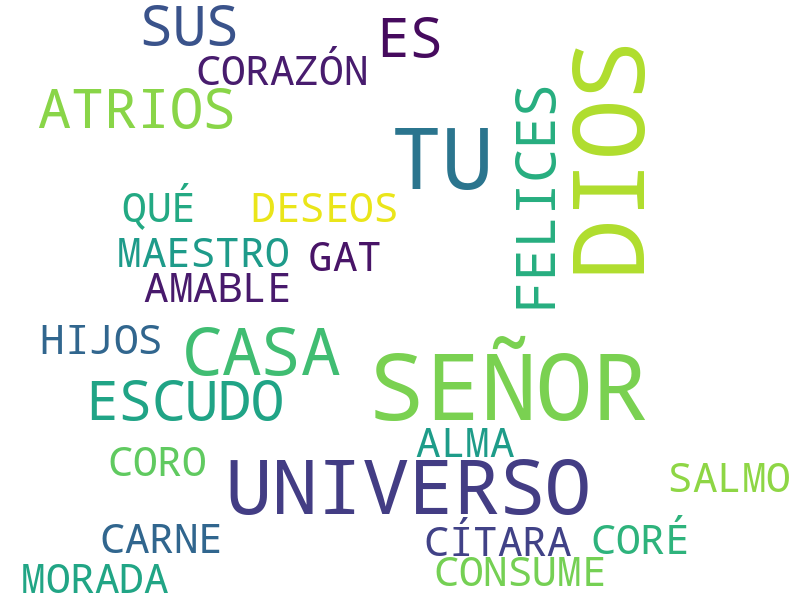 SUS
ES
CORAZÓN
ATRIOS
TU
FELICES
DIOS
QUÉ
DESEOS
MAESTRO
GAT
AMABLE
HIJOS
CASA
SEÑOR
ESCUDO
ALMA
CORO
UNIVERSO
SALMO
CARNE
CÍTARA
CORÉ
MORADA
CONSUME